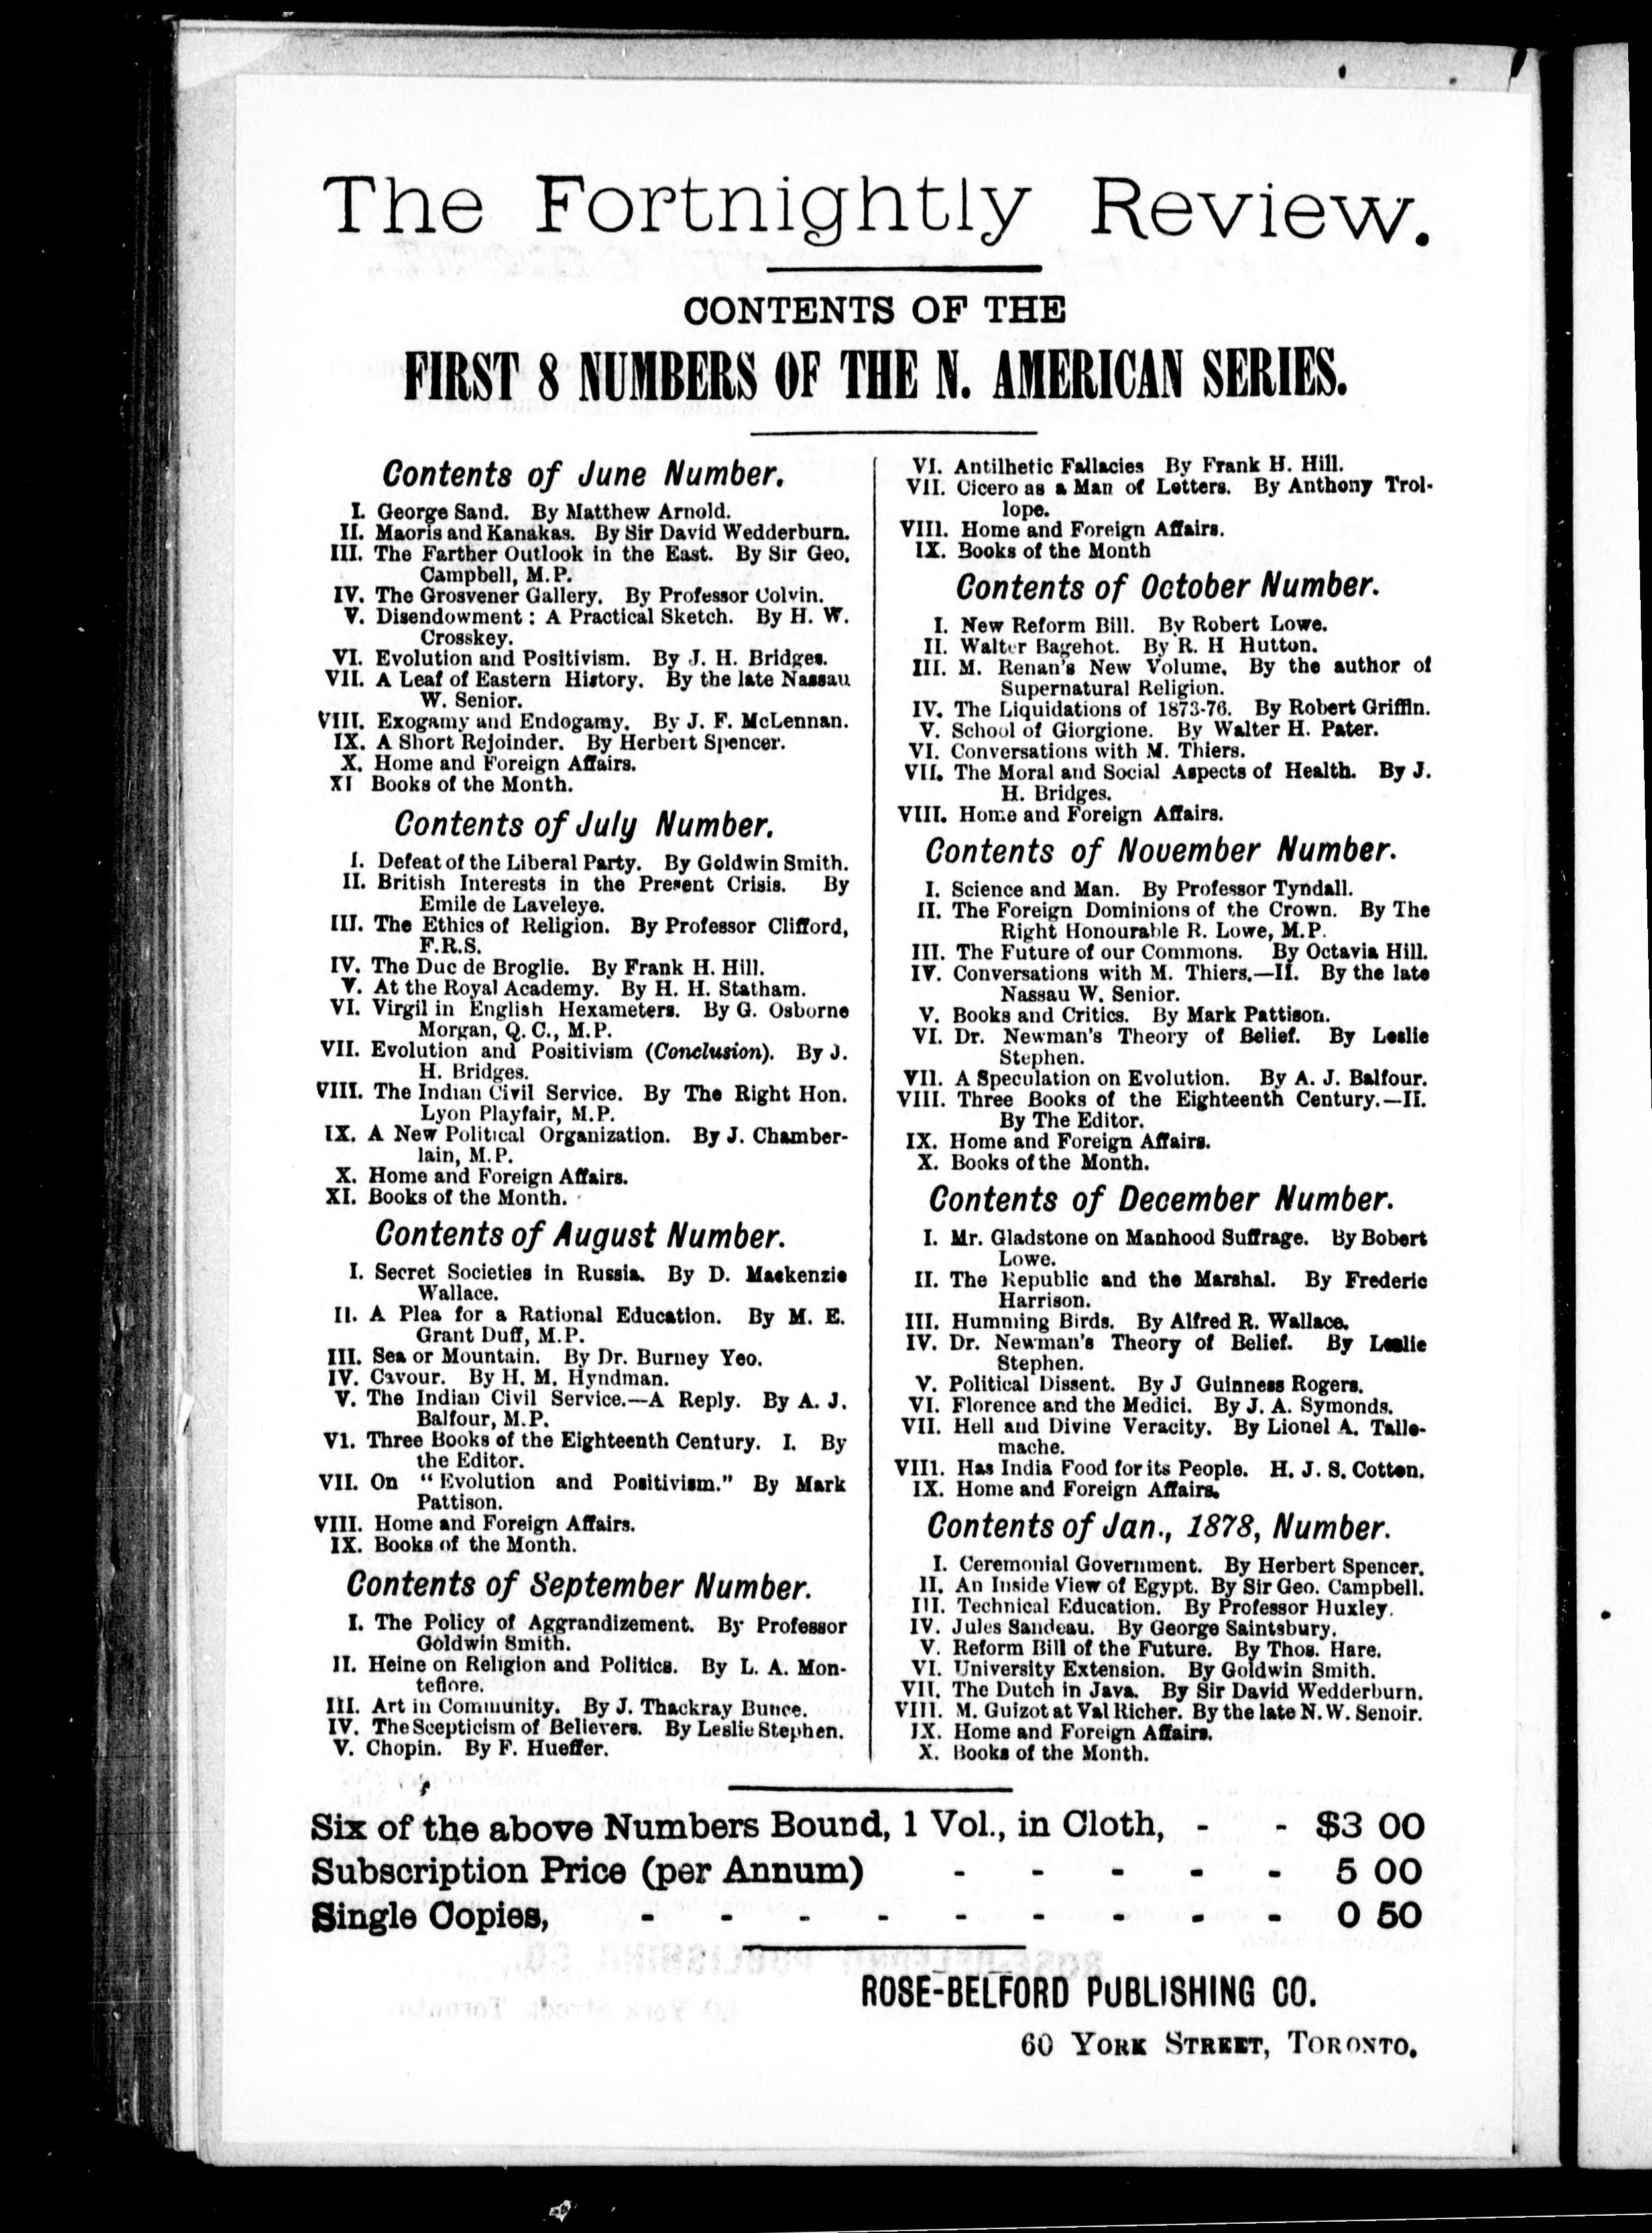 The Fortnightly Review.
CONTENTS OF THE
FIRST 8 NUMBERS OF THE N. AMERICAN SERIES.
Contents of June Number.
I. George Sand. By Matthew Arnold.
II. Maoris and Kanakas. By Sir David Wedderburn.
III. The Farther Outlook in the East. By Sir Geo,
Campbell, M.P.
IV. The Grosvener Gallery. By Professor Colvin.
V. Disendowment : A Practical Sketch. By H. W.
Crosskey.
VI. Evolution and Positivism. By J. H. Bridges.
VII. A Leaf of Eastern History. By the late Nassau
W. Senior.
VIII. Exogamy and Endogamy. By J. F. McLennan.
IX. A Short Rejoinder. By Herbert Spencer.
X. Home and Foreign Affairs.
XI Books of the Month.
Contents of July Number.
I. Defeat of the Liberal Party. By Goldwin Smith.
II. British Interests in the Present Crisis. By
Emile de Laveleye.
III. The Ethics of Religion. By Professor Clifford,
F.R.S.
IV. The Duc de Broglie. By Frank H. Hill.
V. At the Royal Academy. By H. H. Statham.
VI. Virgil in English Hexameters. By G. Osborne
Morgan, Q. C., M.P.
VII. Evolution and Positivism (Conclusion). By J.
H. Bridges.
VIII. The Indian Civil Service. By The Right Hon.
Lyon Playfair, M.P.
IX. A New Political Organization. By J. Chamber-
lain, M.P.
X. Home and Foreign Affairs.
XI. Books of the Month.
Contents of August Number.
I. Secret Societies in Russia. By D. Mackenzie
Wallace.
II. A Plea for a Rational Education. By M. E.
Grant Duff, M.P.
III. Sea or Mountain. By Dr. Burney Yeo.
IV. Cavour. By H. M. Hyndman.
V. The Indian Civil Service.—A Reply. By A. J.
Balfour, M.P.
VI. Three Books of the Eighteenth Century. I. By
the Editor.
VII. On "Evolution and Positivism." By Mark
Pattison.
VIII. Home and Foreign Affairs.
IX. Books of the Month.
Contents of September Number.
I. The Policy of Aggrandizement. By Professor
Goldwin Smith.
II. Heine on Religion and Politics. By L. A. Mon-
teflore.
III. Art in Community. By J. Thackray Bunce.
IV. The Scepticism of Believers. By Leslie Stephen.
V. Chopin. By F. Hueffer.
VI. Antilhetic Fallacies By Frank H. Hill.
VII. Cicero as a Man of Letters. By Anthony Trol-
lope.
VIII. Home and Foreign Affairs.
IX. Books of the Month
Contents of October Number.
I. New Reform Bill. By Robert Lowe.
II. Walter Bagehot. By R. H Hutton.
III. M. Renan's New Volume, By the author of
Supernatural Religion.
IV. The Liquidations of 1873-76. By Robert Griffin.
V. School of Giorgione. By Walter H. Pater.
VI. Conversations with M. Thiers.
VII. The Moral and Social Aspects of Health. By J.
H. Bridges.
VIII. Home and Foreign Affairs.
Contents of November Number.
I. Science and Man. By Professor Tyndall.
II. The Foreign Dominions of the Crown. By The
Right Honourable R. Lowe, M.P.
III. The Future of our Commons. By Octavia Hill.
IV. Conversations with M. Thiers.—II. By the late
Nassau W. Senior.
V. Books and Critics. By Mark Pattison.
VI. Dr. Newman's Theory of Belief. By Leslie
Stephen.
VII. A Speculation on Evolution. By A. J. Balfour.
VIII. Three Books of the Eighteenth Century.—II.
By The Editor.
IX. Home and Foreign Affairs.
X. Books of the Month.
Contents of December Number.
I. Mr. Gladstone on Manhood Suffrage. By Bobert
Lowe.
II. The Republic and the Marshal. By Frederic
Harrison.
III. Humming Birds. By Alfred R. Wallace.
IV. Dr. Newman's Theory of Belief. By Leslie
Stephen.
V. Political Dissent. By J Guinness Rogers.
VI. Florence and the Medici. By J. A. Symonds.
VII. Hell and Divine Veracity. By Lionel A. Talle-
mache.
VIII. Has India Food for its People. H. J. S. Cotton.
IX. Home and Foreign Affairs.
Contents of Jan., 1878, Number.
I. Ceremonial Government. By Herbert Spencer.
II. An Inside View of Egypt. By Sir Geo. Campbell.
III. Technical Education. By Professor Huxley.
IV. Jules Sandeau. By George Saintsbury.
V. Reform Bill of the Future. By Thos. Hare.
VI. University Extension. By Goldwin Smith.
VII. The Dutch in Java. By Sir David Wedderburn.
VIII. M. Guizot at Val Richer. By the late N. W. Senoir.
IX. Home and Foreign Affairs.
X. Books of the Month.
Six of the above Numbers Bound, 1 Vol., in Cloth, - - $3 00
Subscription Price (per Annum) - - - - - 5 00
Single Copies, - - - - - - - - - 0 50
ROSE-BELFORD PUBLISHING CO.
60 YORK STREET, TORONTO.